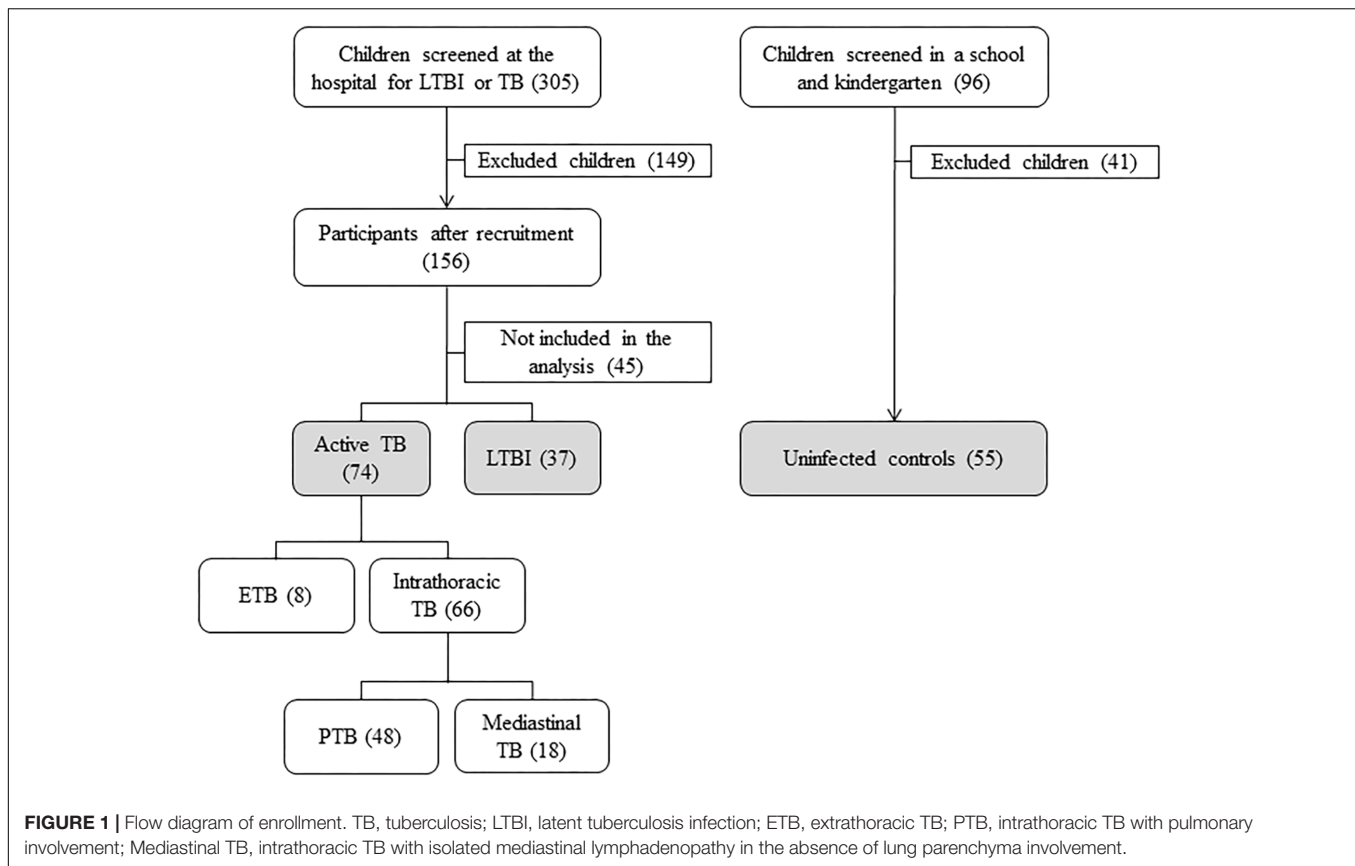 Children screened at the
hospital for LTBI or TB (305)
Children screened in a school
and kindergarten (96)
Excluded children (149)
Excluded children (41)
Participants after recruitment
(156)
Not included in the
analysis (45)
Active TB
(74)
LTBI (37)
Uninfected controls (55)
ETB (8)
Intrathoracic
TB (66)
PTB (48)
Mediastinal
TB (18)
FIGURE 1 | Flow diagram of enrollment. TB, tuberculosis; LTBI, latent tuberculosis infection; ETB, extrathoracic TB; PTB, intrathoracic TB with pulmonary
involvement; Mediastinal TB, intrathoracic TB with isolated mediastinal lymphadenopathy in the absence of lung parenchyma involvement.